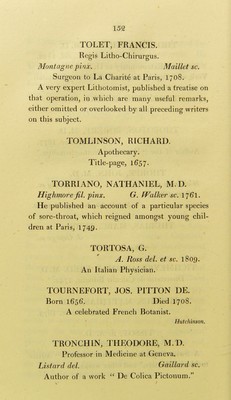 152
TOLET, FRANCIS.
Regis Litho-Chirurgus.
Montagne pinx. Maillet sc.
Surgeon to La Charité at Paris, 1708.
A very expert Lithotomist, published a treatise on
that operation, in which are many useful remarks,
either omitted or overlooked by all preceding writers
on this subject.
TOMLINSON, RICHARD.
Apothecary.
Title-page, 1657.
TORRIANO, NATHANIEL, M.D.
Highmore fil. pinx. G. Walker sc. 1761.
He published an account of a particular species
of sore-throat, which reigned amongst young chil-
dren at Paris, 1749.
TORTOSA, G.
A. Ross del. et sc. 1809.
An Italian Physician.
TOURNEFORT, JOS. PITTON DE.
Born 1656. Died 1708.
A celebrated French Botanist.
Hutchinson.
TRONCHIN, THEODORE, M.D.
Professor in Medicine at Geneva.
Listard del. Gaillard sc.
Author of a work “ De Colica Pictonum.”